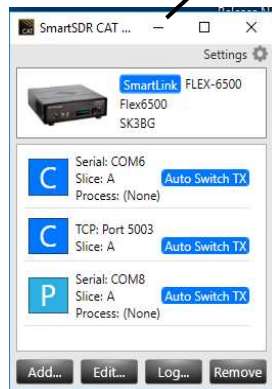 CAT SmartSDR CAT ...
Settings
SmartLink FLEX-6500
Flex6500
SK3BG
C Serial: COM6
Slice: A Auto Switch TX
Process: (None)
C TCP: Port 5003
Slice: A Auto Switch TX
P Serial: COM8
Slice: A Auto Switch TX
Process: (None)
Add... Edit... Log... Remove